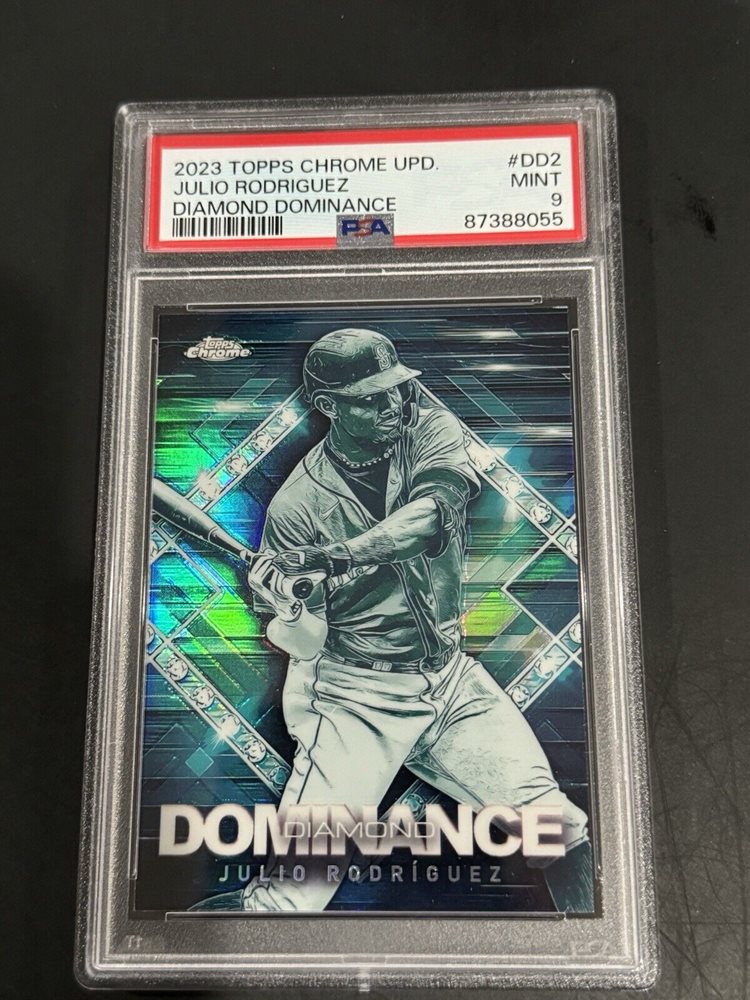 2023 TOPPS CHROME UPD. #DD2
JULIO RODRIGUEZ MINT
DIAMOND DOMINANCE 9
PSA 87388055
topps
Chrome
S
DOMINANCE
DIAMOND
JULIO RODRÍGUEZ